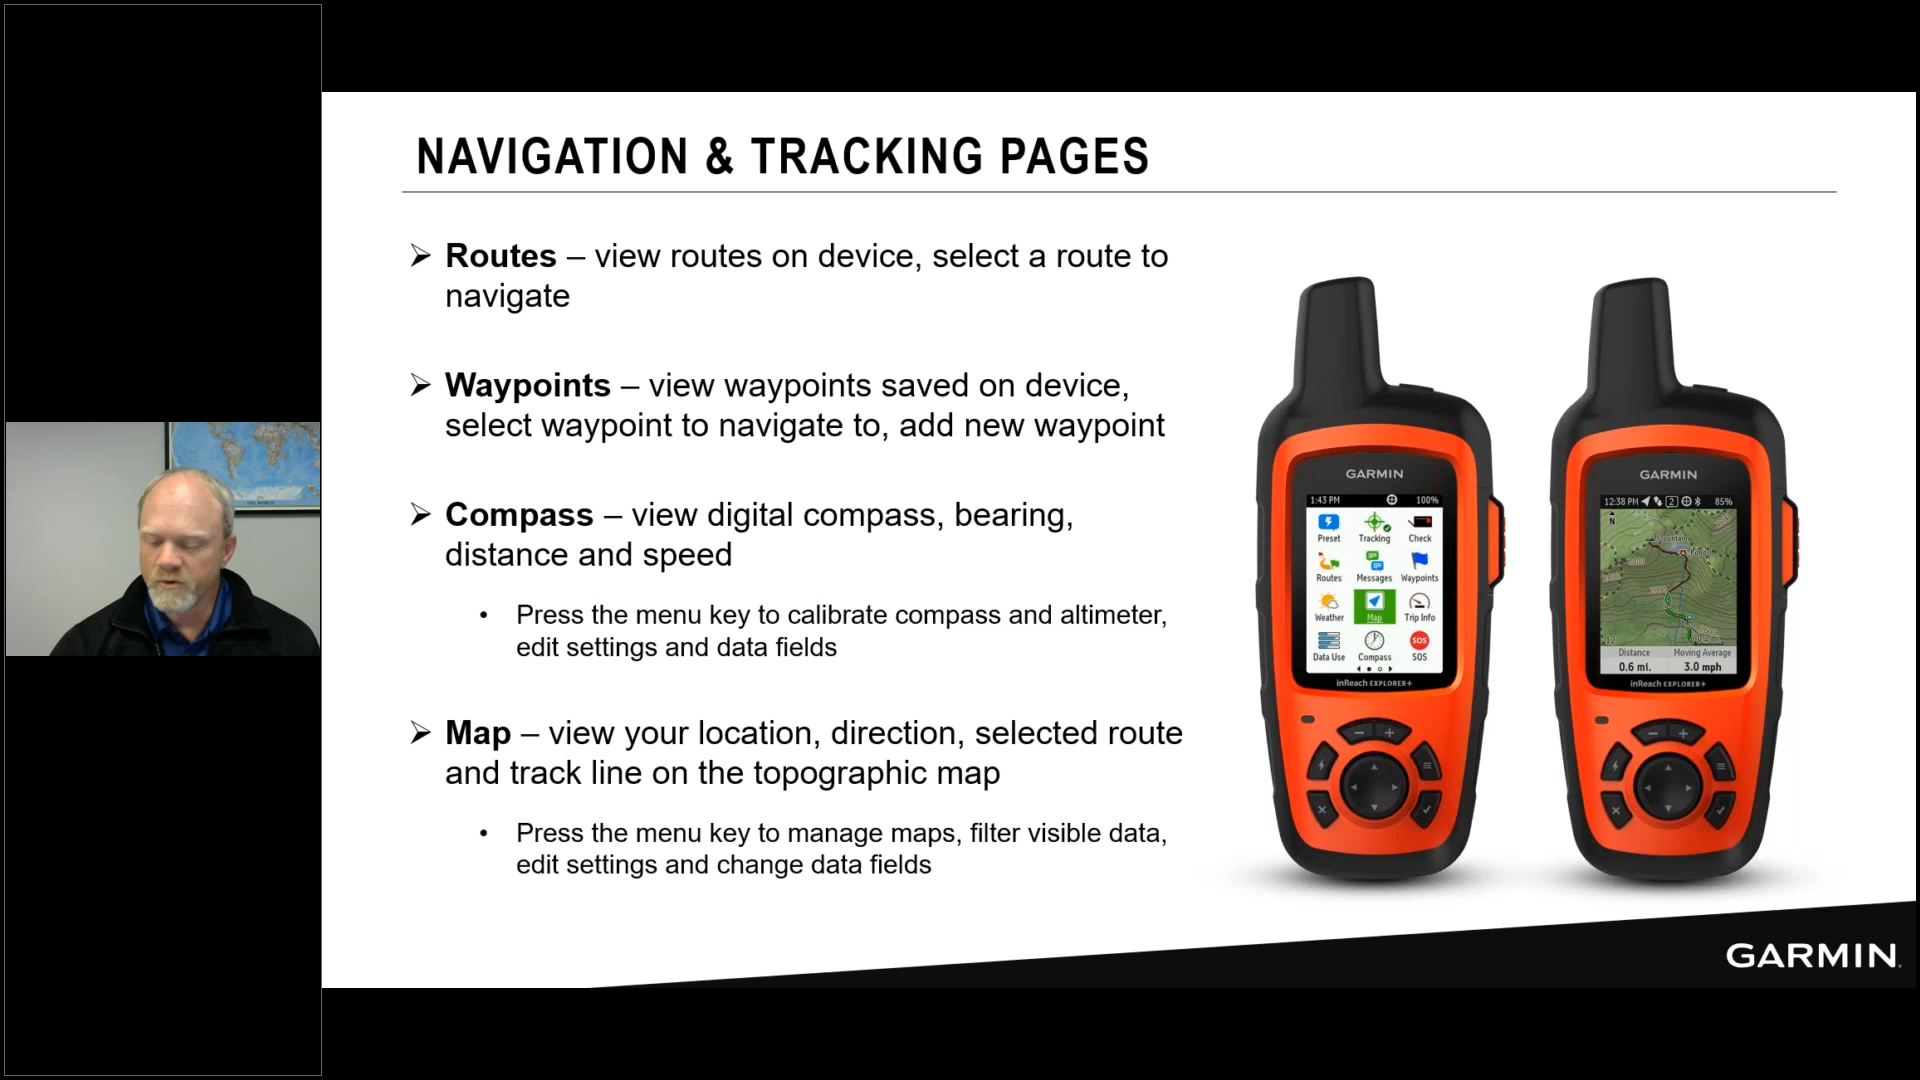 NAVIGATION & TRACKING PAGES
➢ Routes – view routes on device, select a route to
navigate
➢ Waypoints – view waypoints saved on device,
select waypoint to navigate to, add new waypoint
➢ Compass – view digital compass, bearing,
distance and speed
• Press the menu key to calibrate compass and altimeter,
edit settings and data fields
➢ Map – view your location, direction, selected route
and track line on the topographic map
• Press the menu key to manage maps, filter visible data,
edit settings and change data fields
GARMIN
1:43 PM 100%
Preset Tracking Check
Routes Messages Waypoints
Weather Map Trip Info
SOS
Data Use Compass SOS
inReach EXPLORER+
GARMIN
12:38 PM 2 85%
N
Mountain
Pond
Distance Moving Average
0.6 mi. 3.0 mph
inReach EXPLORER+
GARMIN.
THE WORLD